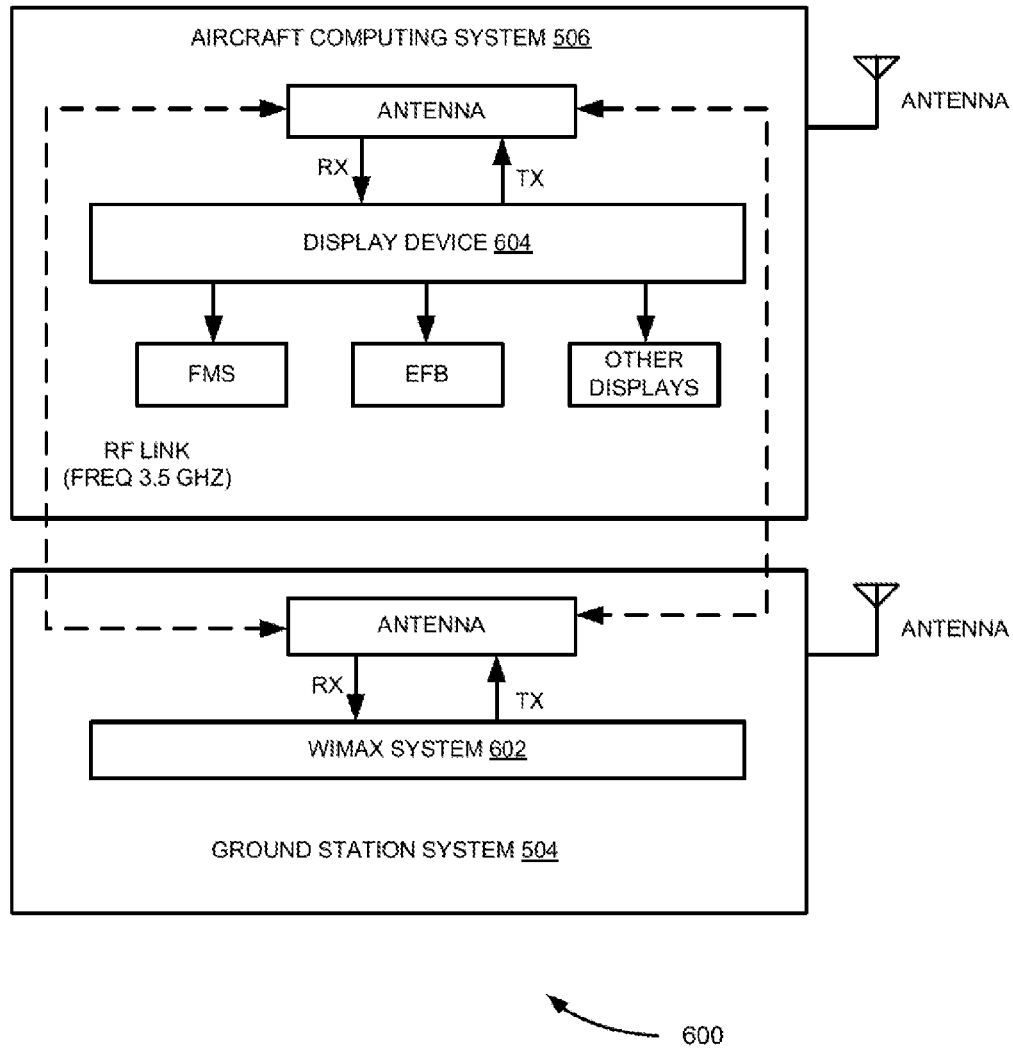 AIRCRAFT COMPUTING SYSTEM 506
ANTENNA
ANTENNA
RX
TX
DISPLAY DEVICE 604
FMS
EFB
OTHER
DISPLAYS
RF LINK
(FREQ 3.5 GHZ)
ANTENNA
ANTENNA
RX
TX
WIMAX SYSTEM 602
GROUND STATION SYSTEM 504
600